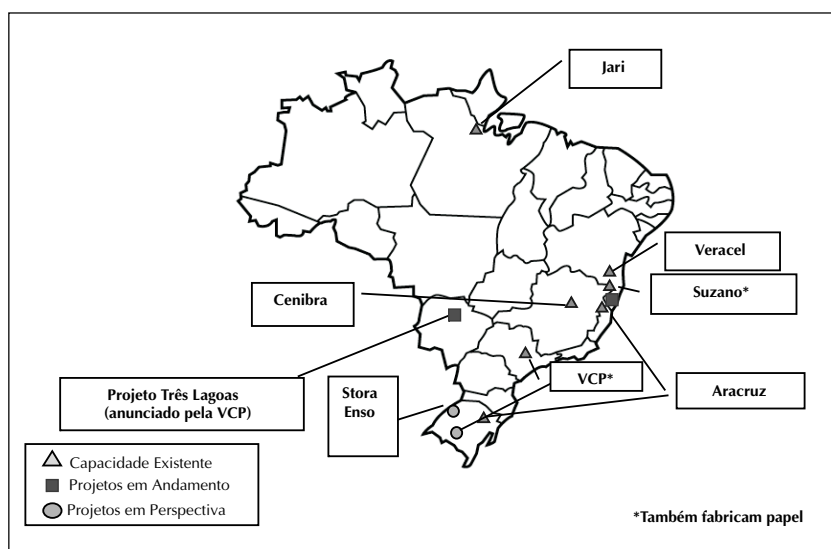 Jari
Veracel
Suzano*
Cenibra
Projeto Três Lagoas
(anunciado pela VCP)
Stora
Enso
VCP*
Aracruz
Capacidade Existente
Projetos em Andamento
Projetos em Perspectiva
*Também fabricam papel